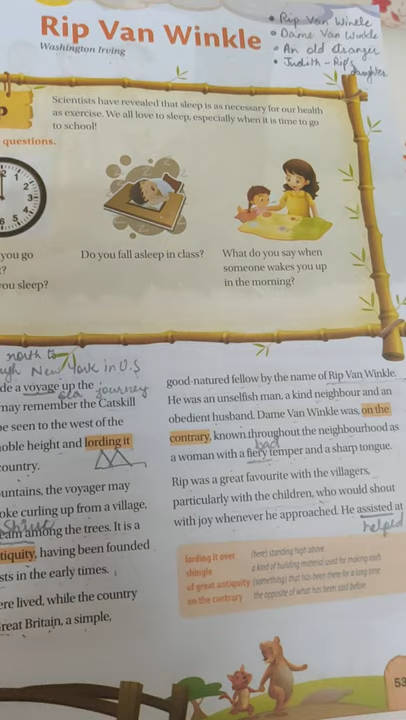 Rip Van Winkle
Washington Irving
• Rip Van Winkle
• Dame Van Winkle
• An old
• Judith - Rip's
daughter
Scientists have revealed that sleep is as necessary for our health
as exercise. We all love to sleep, especially when it is time to go
to school!
questions.
2
3
4
5
6
you go
?
ou sleep?
Do you fall asleep in class?
What do you say when
someone wakes you up
in the morning?
north to
ugh New York in U.S
de a voyage up the
journey
may remember the Catskill
be seen to the west of the
oble height and lording it
country.
untains, the voyager may
oke curling up from a village,
Shine
eam among the trees. It is a
tiquity, having been founded
sts in the early times.
ere lived, while the country
reat Britain, a simple,
good-natured fellow by the name of Rip Van Winkle.
He was an unselfish man, a kind neighbour and an
obedient husband. Dame Van Winkle was, on the
contrary, known throughout the neighbourhood as
bad
a woman with a fiery temper and a sharp tongue.
Rip was a great favourite with the villagers,
particularly with the children, who would shout
with joy whenever he approached. He assisted at
helped
lording it over (here) standing high above
shingle a kind of building material used for making roofs
of great antiquity (something) that has been there for a long time
on the contrary the opposite of what has been said before
53